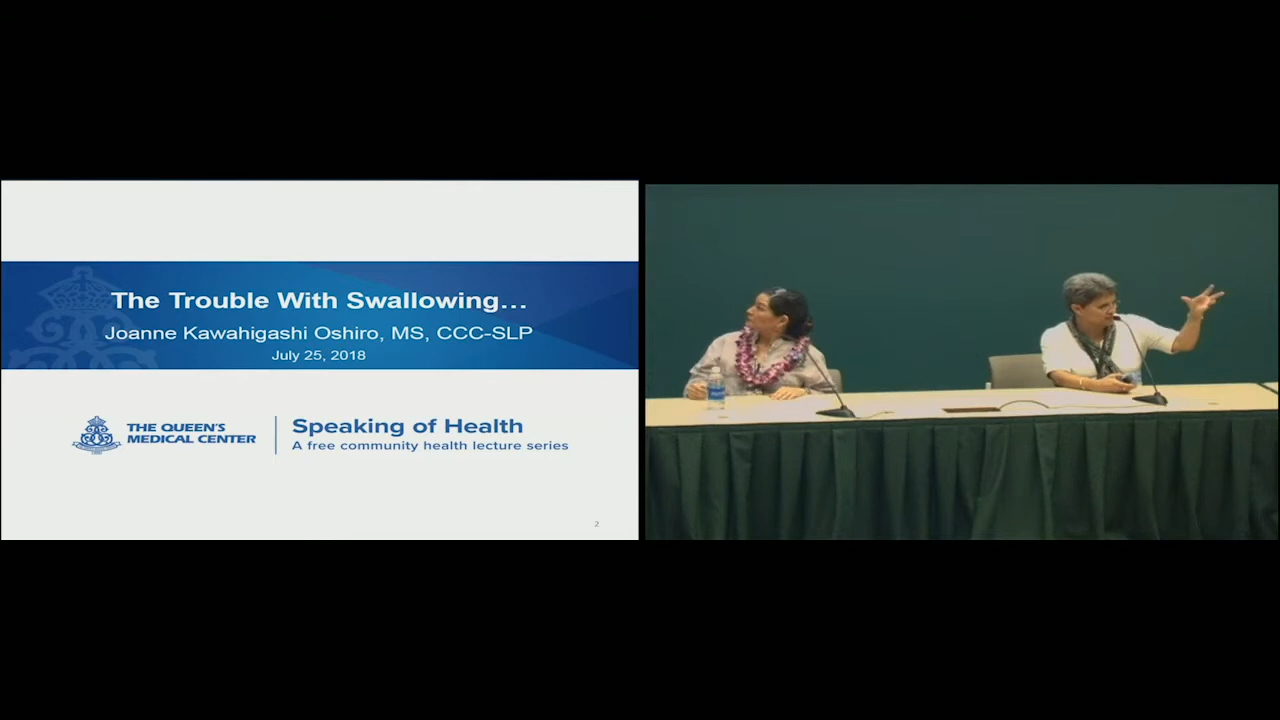 The Trouble With Swallowing…
Joanne Kawahigashi Oshiro, MS, CCC-SLP
July 25, 2018
THE QUEEN'S
MEDICAL CENTER
Speaking of Health
A free community health lecture series
2